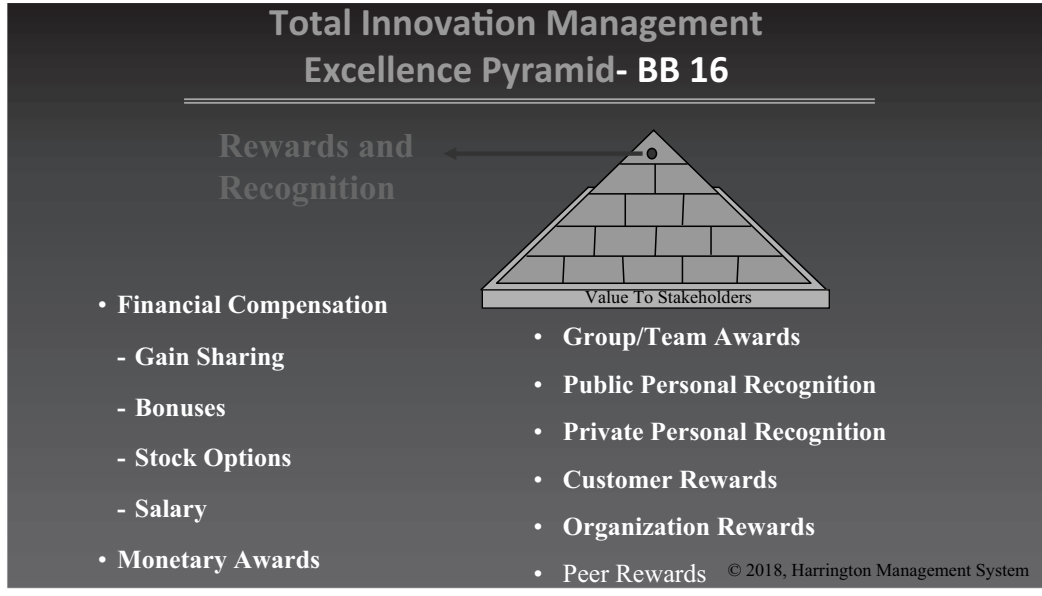 Total Innovation Management
Excellence Pyramid- BB 16
Rewards and
Recognition
Value To Stakeholders
• Financial Compensation
- Gain Sharing
- Bonuses
- Stock Options
- Salary
• Monetary Awards
• Group/Team Awards
• Public Personal Recognition
• Private Personal Recognition
• Customer Rewards
• Organization Rewards
• Peer Rewards
© 2018, Harrington Management System